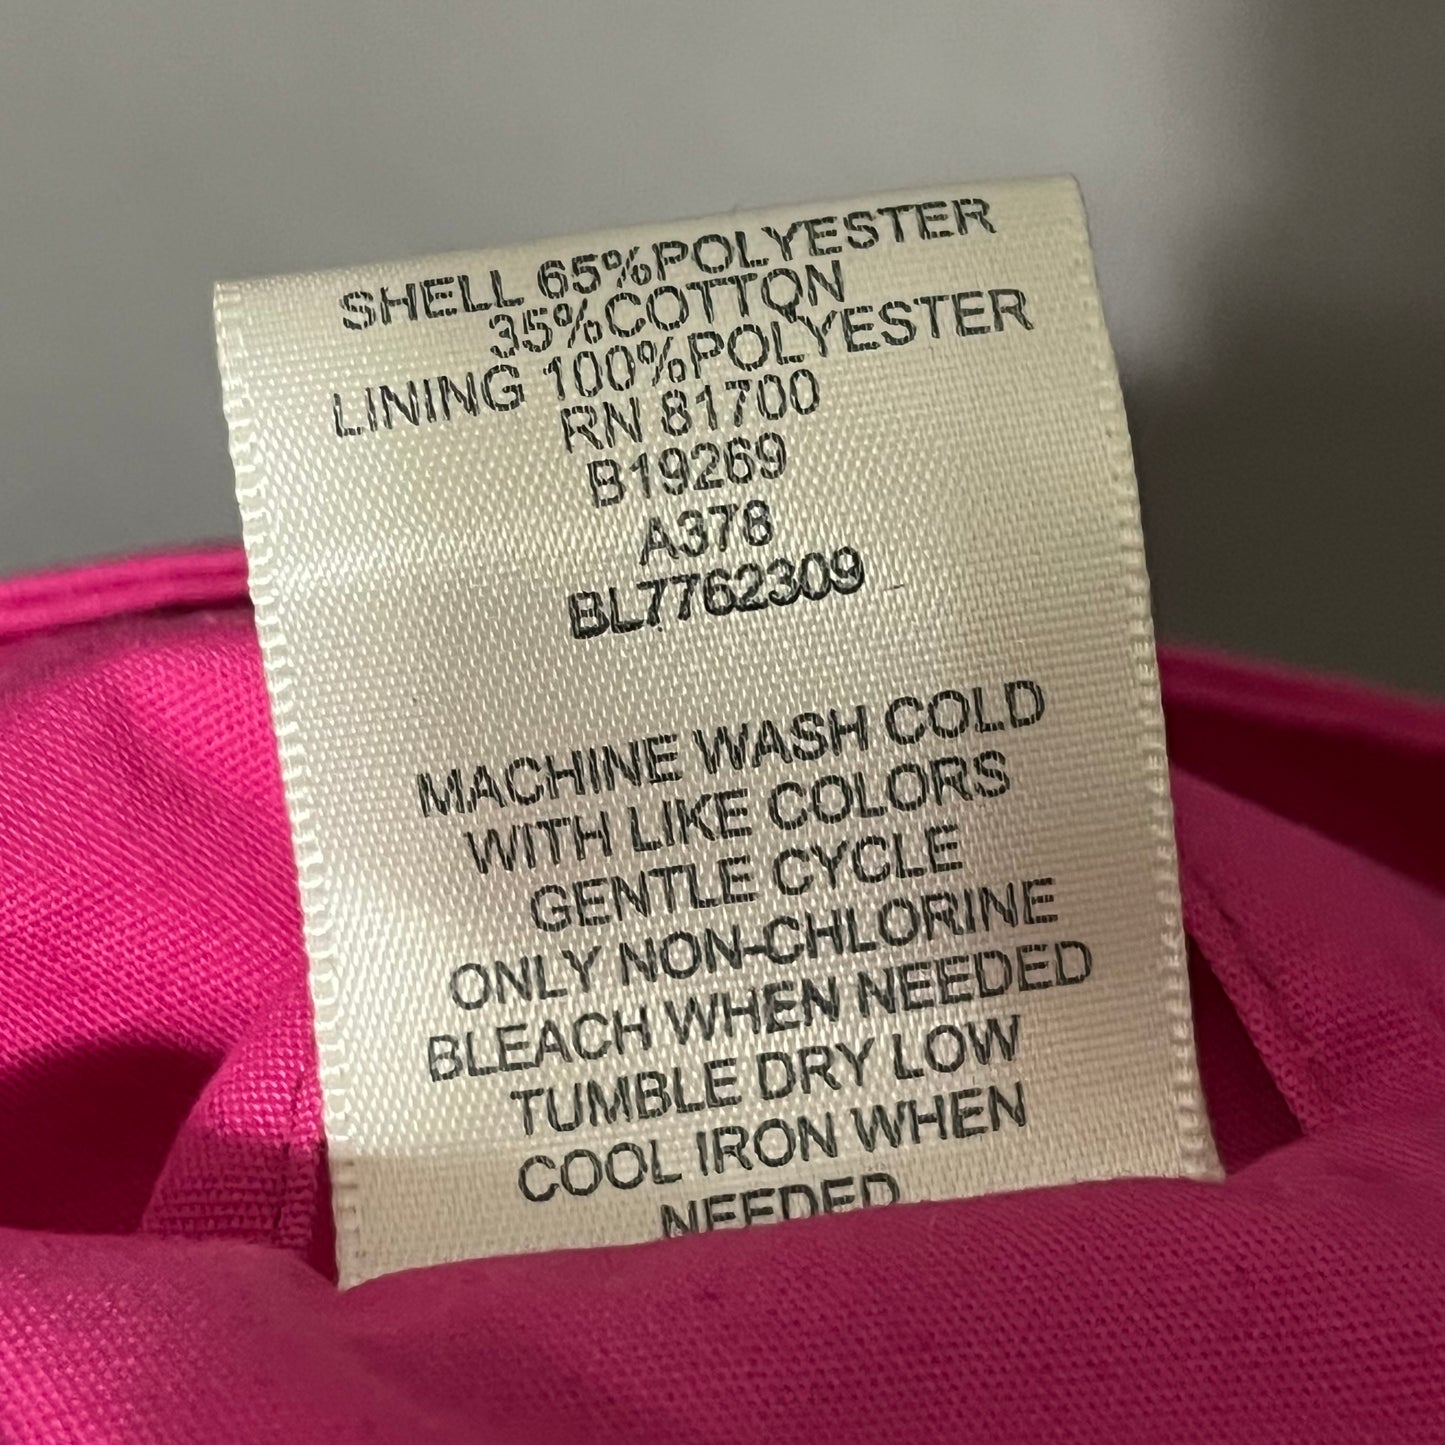 SHELL 65%POLYESTER
35%COTTON
LINING 100%POLYESTER
RN 81700
B19269
A378
BL7762309
MACHINE WASH COLD
WITH LIKE COLORS
GENTLE CYCLE
ONLY NON-CHLORINE
BLEACH WHEN NEEDED
TUMBLE DRY LOW
COOL IRON WHEN
NEEDED